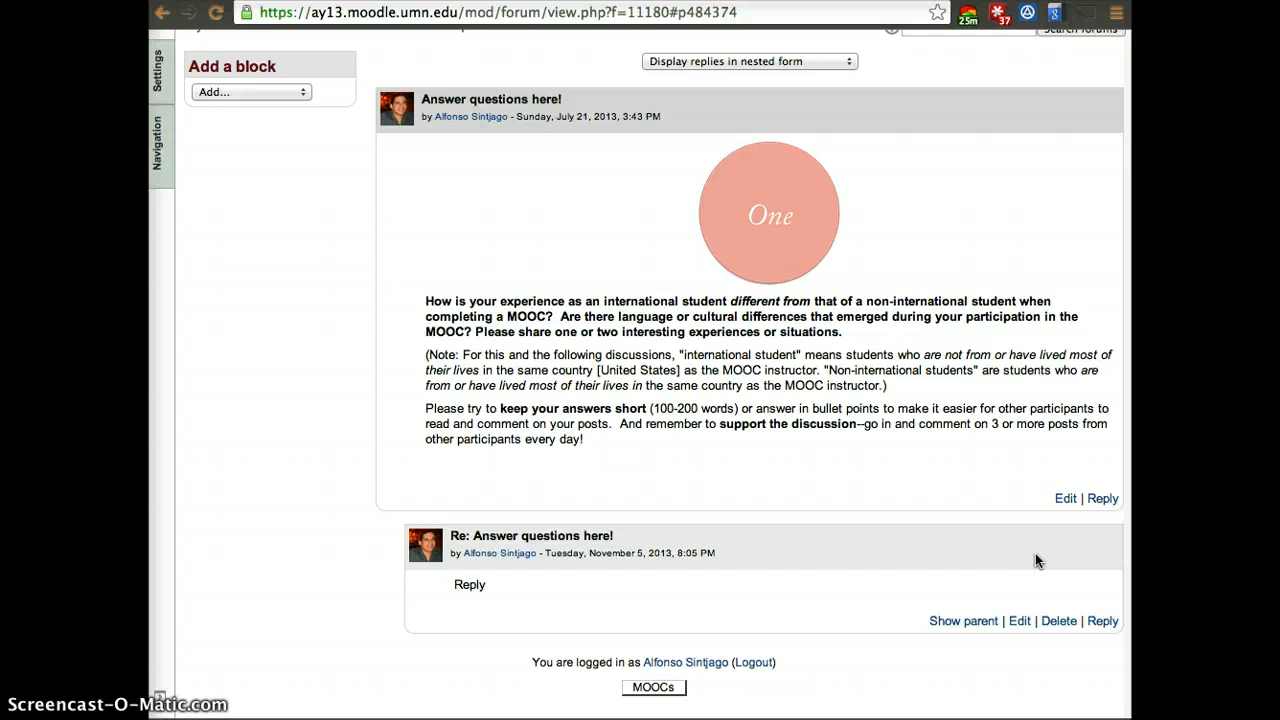 https://ay13.moodle.umn.edu/mod/forum/view.php?f=11180#p484374
25m
37
Search forums
Settings
Navigation
Add a block
Add...
Display replies in nested form
Answer questions here!
by Alfonso Sintjago - Sunday, July 21, 2013, 3:43 PM
One
How is your experience as an international student different from that of a non-international student when
completing a MOOC? Are there language or cultural differences that emerged during your participation in the
MOOC? Please share one or two interesting experiences or situations.
(Note: For this and the following discussions, "international student" means students who are not from or have lived most of
their lives in the same country [United States] as the MOOC instructor. "Non-international students" are students who are
from or have lived most of their lives in the same country as the MOOC instructor.)
Please try to keep your answers short (100-200 words) or answer in bullet points to make it easier for other participants to
read and comment on your posts. And remember to support the discussion--go in and comment on 3 or more posts from
other participants every day!
Edit | Reply
Re: Answer questions here!
by Alfonso Sintjago - Tuesday, November 5, 2013, 8:05 PM
Reply
Show parent | Edit | Delete | Reply
You are logged in as Alfonso Sintjago (Logout)
MOOCs
Screencast-O-Matic.com